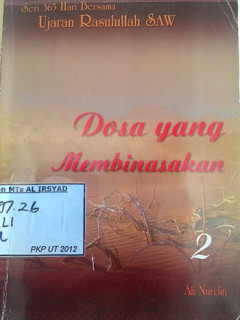 Seri 365 Hari Bersama
Ujaran Rasulullah SAW
Dosa yang
Membinasakan
MTs AL IRSYAD
97.26
LI
PKP UT 2012
2
Ali Nurdin